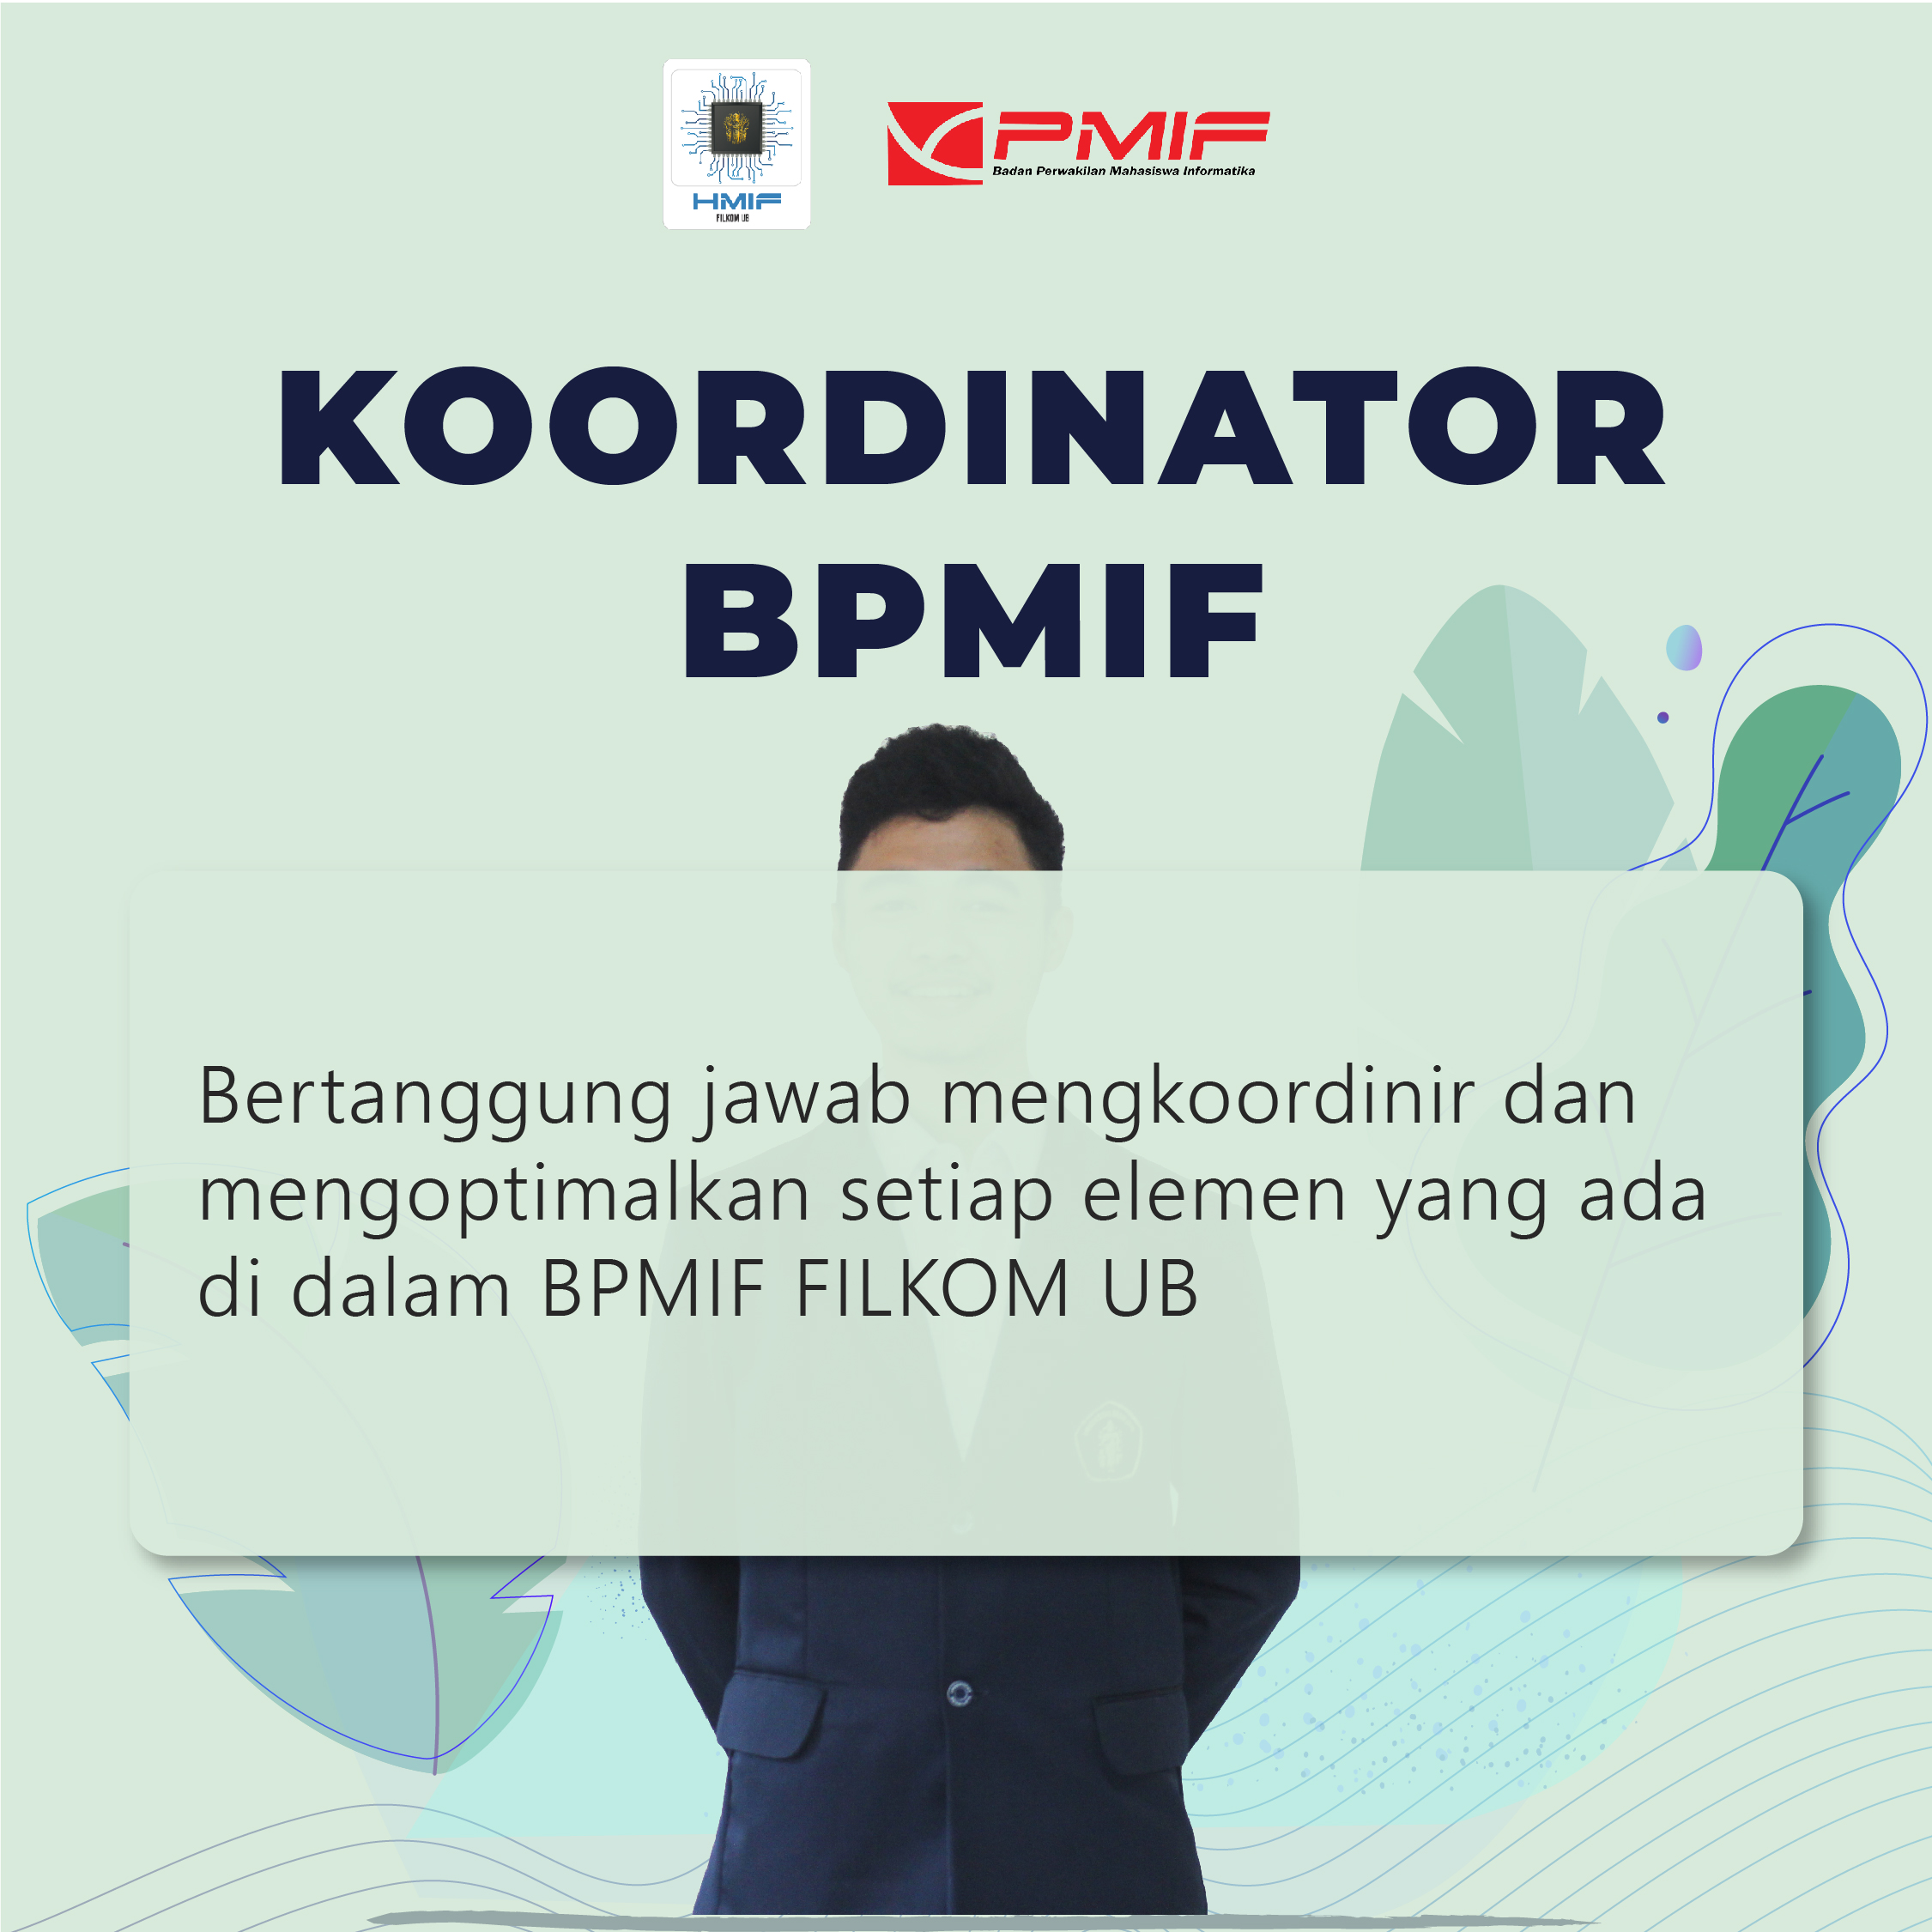 HMIF
FILKOM UB
PMIF
Badan Perwakilan Mahasiswa Informatika
KOORDINATOR
BPMIF
Bertanggung jawab mengkoordinir dan
mengoptimalkan setiap elemen yang ada
di dalam BPMIF FILKOM UB